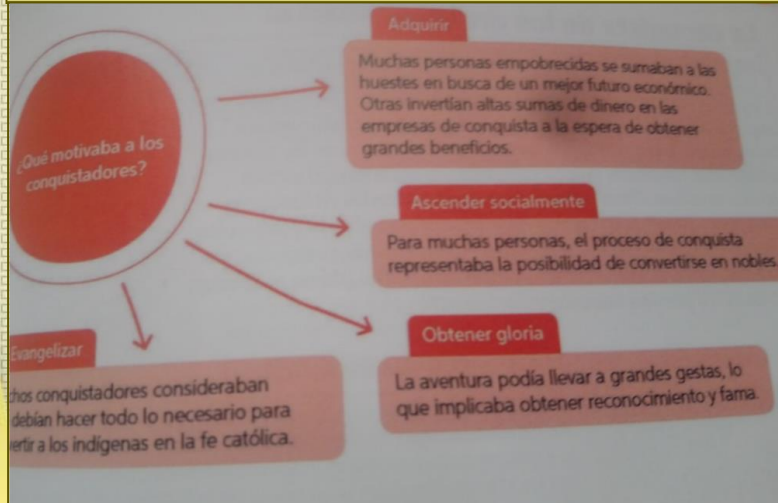 ¿Qué motivaba a los
conquistadores?
Adquirir
Muchas personas empobrecidas se sumaban a las
huestes en busca de un mejor futuro económico.
Otras invertían altas sumas de dinero en las
empresas de conquista a la espera de obtener
grandes beneficios.
Ascender socialmente
Para muchas personas, el proceso de conquista
representaba la posibilidad de convertirse en nobles.
Obtener gloria
La aventura podía llevar a grandes gestas, lo
que implicaba obtener reconocimiento y fama.
Evangelizar
chos conquistadores consideraban
debían hacer todo lo necesario para
vertir a los indígenas en la fe católica.